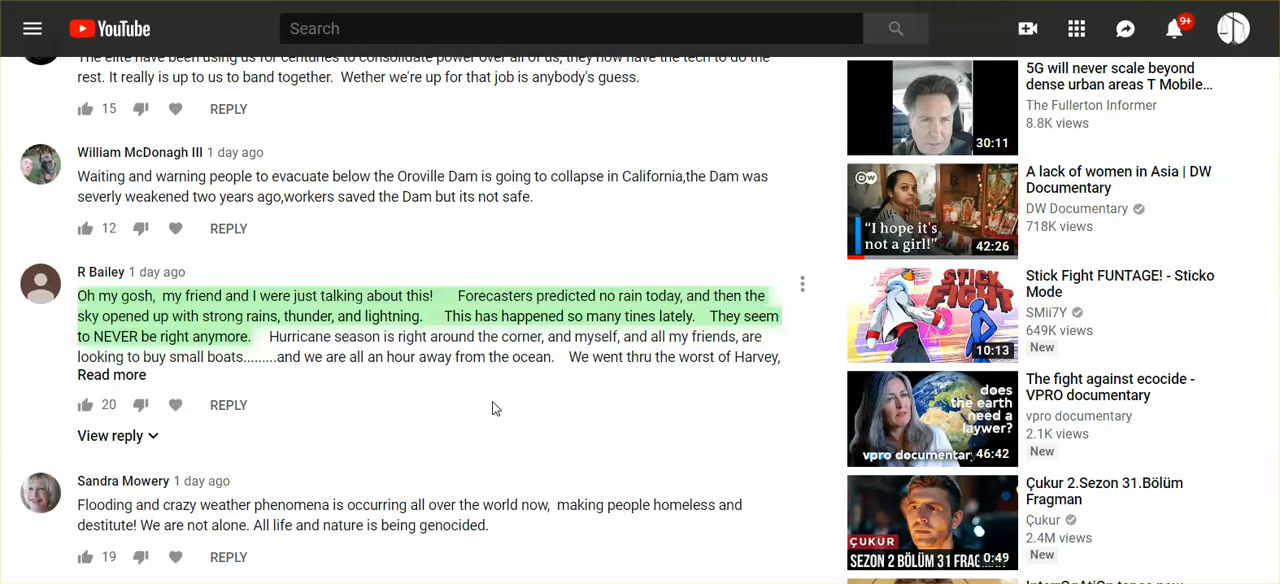 YouTube
Search
9+
The elite have been using us for centuries to consolidate power over all of us, they now have the tech to do the
rest. It really is up to us to band together.  Wether we're up for that job is anybody's guess.
15
REPLY
William McDonagh III 1 day ago
Waiting and warning people to evacuate below the Oroville Dam is going to collapse in California,the Dam was
severly weakened two years ago,workers saved the Dam but its not safe.
12
REPLY
R Bailey 1 day ago
Oh my gosh,  my friend and I were just talking about this!     Forecasters predicted no rain today, and then the
sky opened up with strong rains, thunder, and lightning.     This has happened so many tines lately.   They seem
to NEVER be right anymore.    Hurricane season is right around the corner, and myself, and all my friends, are
looking to buy small boats.........and we are all an hour away from the ocean.   We went thru the worst of Harvey,
Read more
20
REPLY
View reply
Sandra Mowery 1 day ago
Flooding and crazy weather phenomena is occurring all over the world now,  making people homeless and
destitute! We are not alone. All life and nature is being genocided.
19
REPLY
30:11
5G will never scale beyond
dense urban areas T Mobile...
The Fullerton Informer
8.8K views
DW
"I hope it's
not a girl!"
42:26
A lack of women in Asia | DW
Documentary
DW Documentary
718K views
STICK
FIGHT
10:13
Stick Fight FUNTAGE! - Sticko
Mode
SMii7Y
649K views
New
does
the earth
need a
laywer?
vpro documentary
46:42
The fight against ecocide -
VPRO documentary
vpro documentary
2.1K views
New
ÇUKUR
SEZON 2 BÖLÜM 31 FRAG
0:49
Çukur 2.Sezon 31.Bölüm
Fragman
Çukur
2.4M views
New